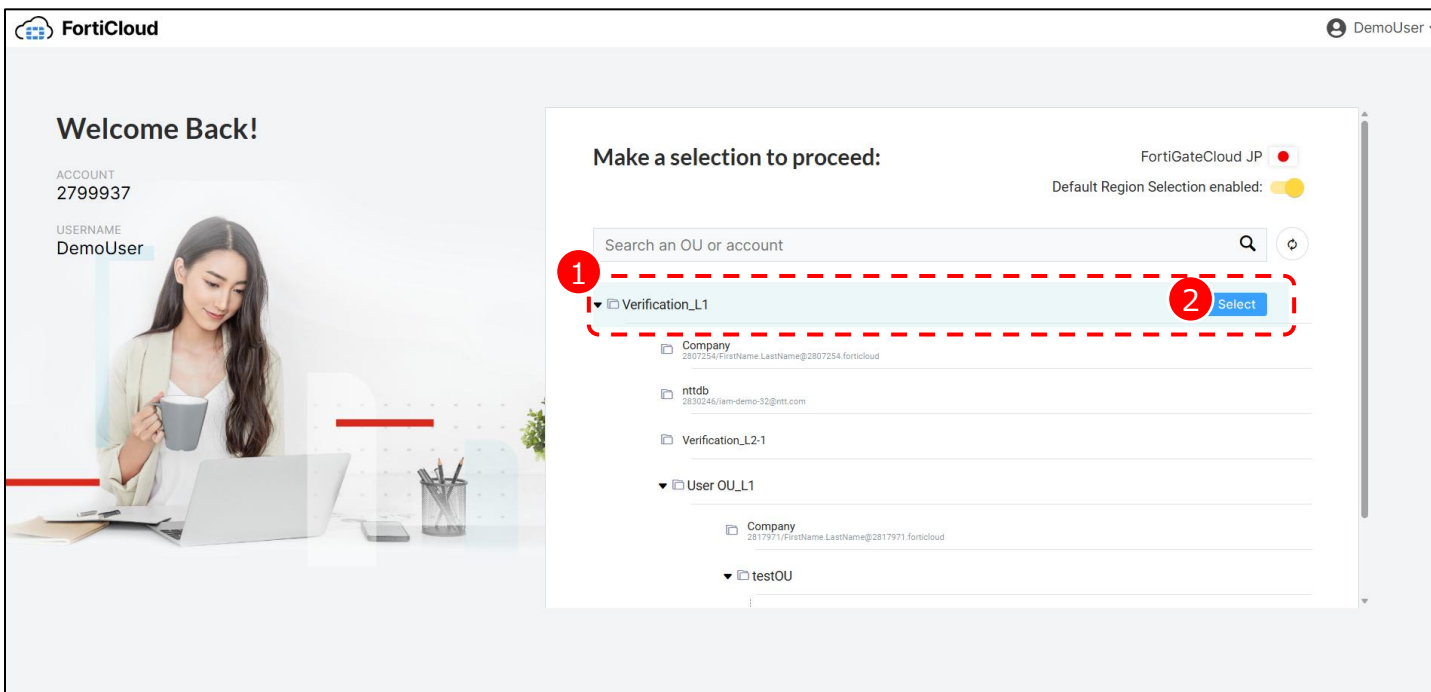 FortiCloud
DemoUser
Welcome Back!
ACCOUNT
2799937
USERNAME
DemoUser
Make a selection to proceed:
FortiGateCloud JP
Default Region Selection enabled:
Search an OU or account
1
Verification_L1
2
Select
Company
2807254/FirstName.LastName@2807254.forticloud
nttdb
2830246/iam-demo-32@ntt.com
Verification_L2-1
User OU_L1
Company
2817971/FirstName.LastName@2817971.forticloud
testOU